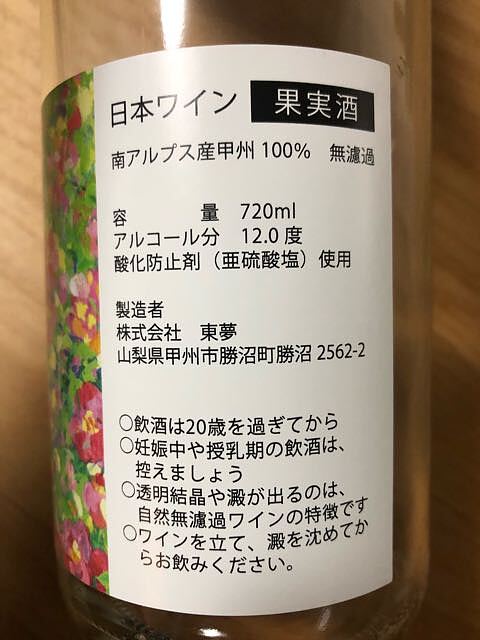 日本ワイン 果実酒
南アルプス産甲州 100% 無濾過
容量 720ml
アルコール分 12.0 度
酸化防止剤（亜硫酸塩）使用
製造者
株式会社 東夢
山梨県甲州市勝沼町勝沼 2562-2
○飲酒は20歳を過ぎてから
○妊娠中や授乳期の飲酒は、
控えましょう
○透明結晶や澱が出るのは、
自然無濾過ワインの特徴です
○ワインを立て、澱を沈めてか
らお飲みください。